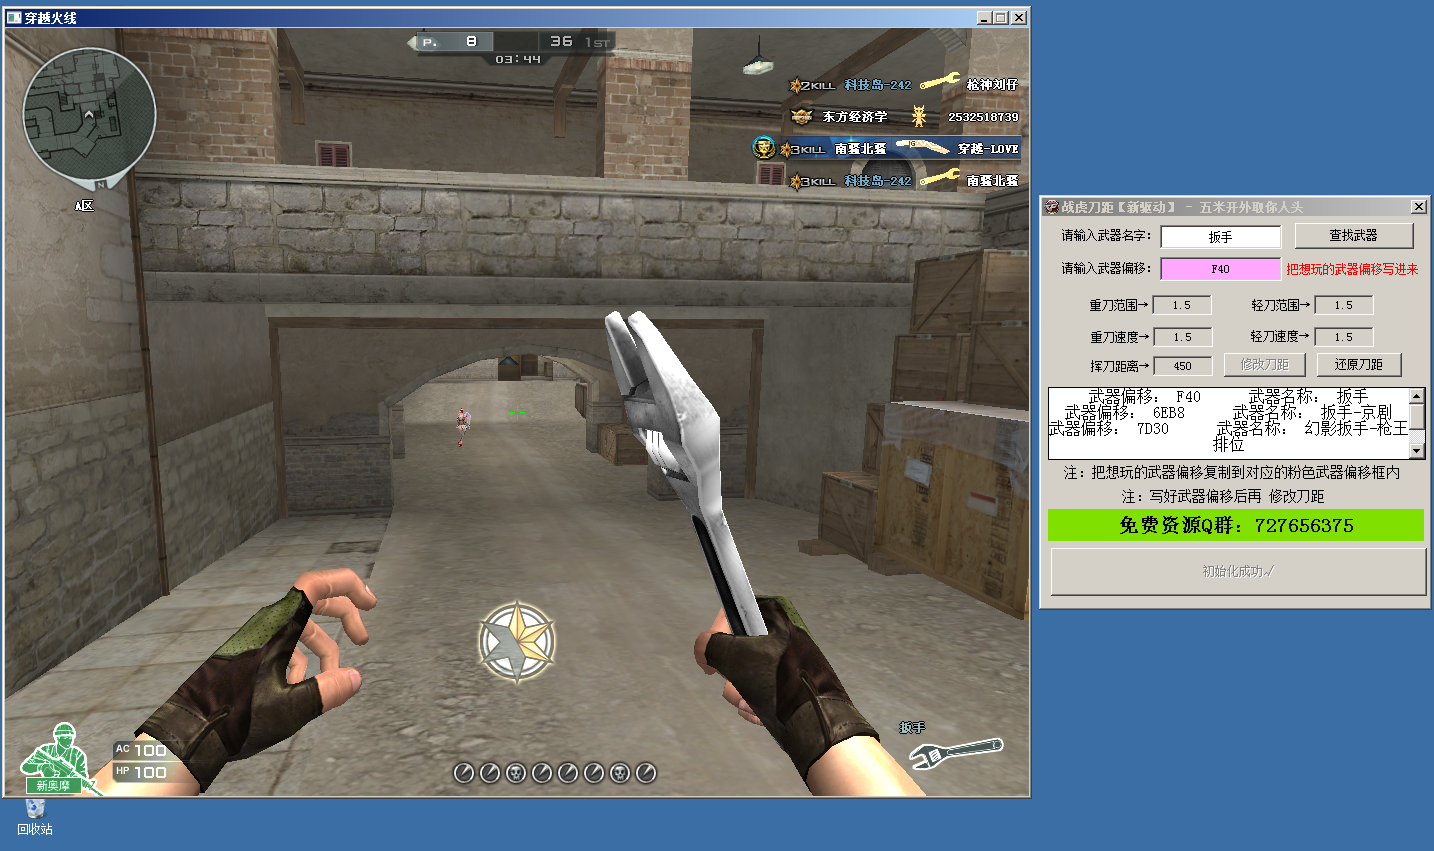 穿越火线
P. 8 36 1ST
03:44
2KILL 科技岛-242 枪神刘仔
东方经济学 2532518739
3KILL 南蹇北蹇 穿越-LOVE
3KILL 科技岛-242 南蹇北蹇
N
A区
扳手
AC 100
HP 100
新奥摩
回收站
战虎刀距【新驱动】 - 五米开外取你人头
请输入武器名字: 扳手 查找武器
请输入武器偏移: F40 把想玩的武器偏移写进来
重刀范围→ 1.5 轻刀范围→ 1.5
重刀速度→ 1.5 轻刀速度→ 1.5
挥刀距离→ 450 修改刀距 还原刀距
武器偏移: F40 武器名称: 扳手
武器偏移: 6EB8 武器名称: 扳手-京剧
武器偏移: 7D30 武器名称: 幻影扳手-枪王
排位
注: 把想玩的武器偏移复制到对应的粉色武器偏移框内
注: 写好武器偏移后再 修改刀距
免费资源Q群: 727656375
初始化成功√